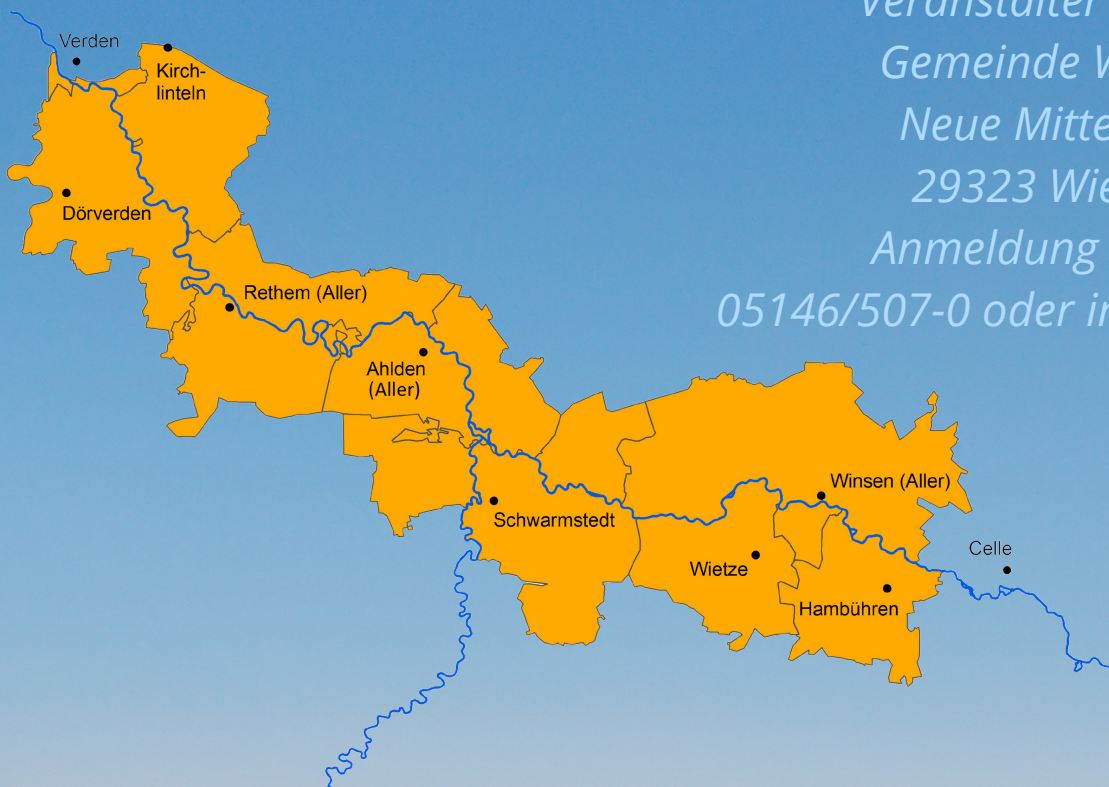 Veranstalter
Gemeinde
Neue Mitte
29323
Anmeldung
05146/507-0 oder
Verden
Kirch-
linteln
Dörverden
Rethem (Aller)
Ahlden
(Aller)
Schwarmstedt
Winsen (Aller)
Celle
Wietze
Hambühren